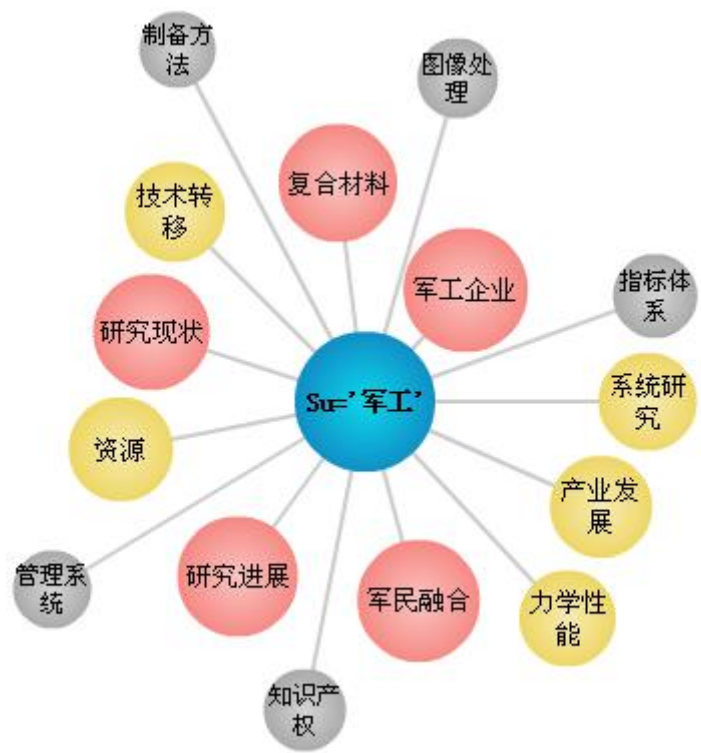 制备方
法
图像处
理
复合材料
技术转
移
军工企业
指标体
系
研究现状
Su='军工'
系统研
究
资源
产业发
展
管理系
统
研究进展
军民融合
力学性
能
知识产
权